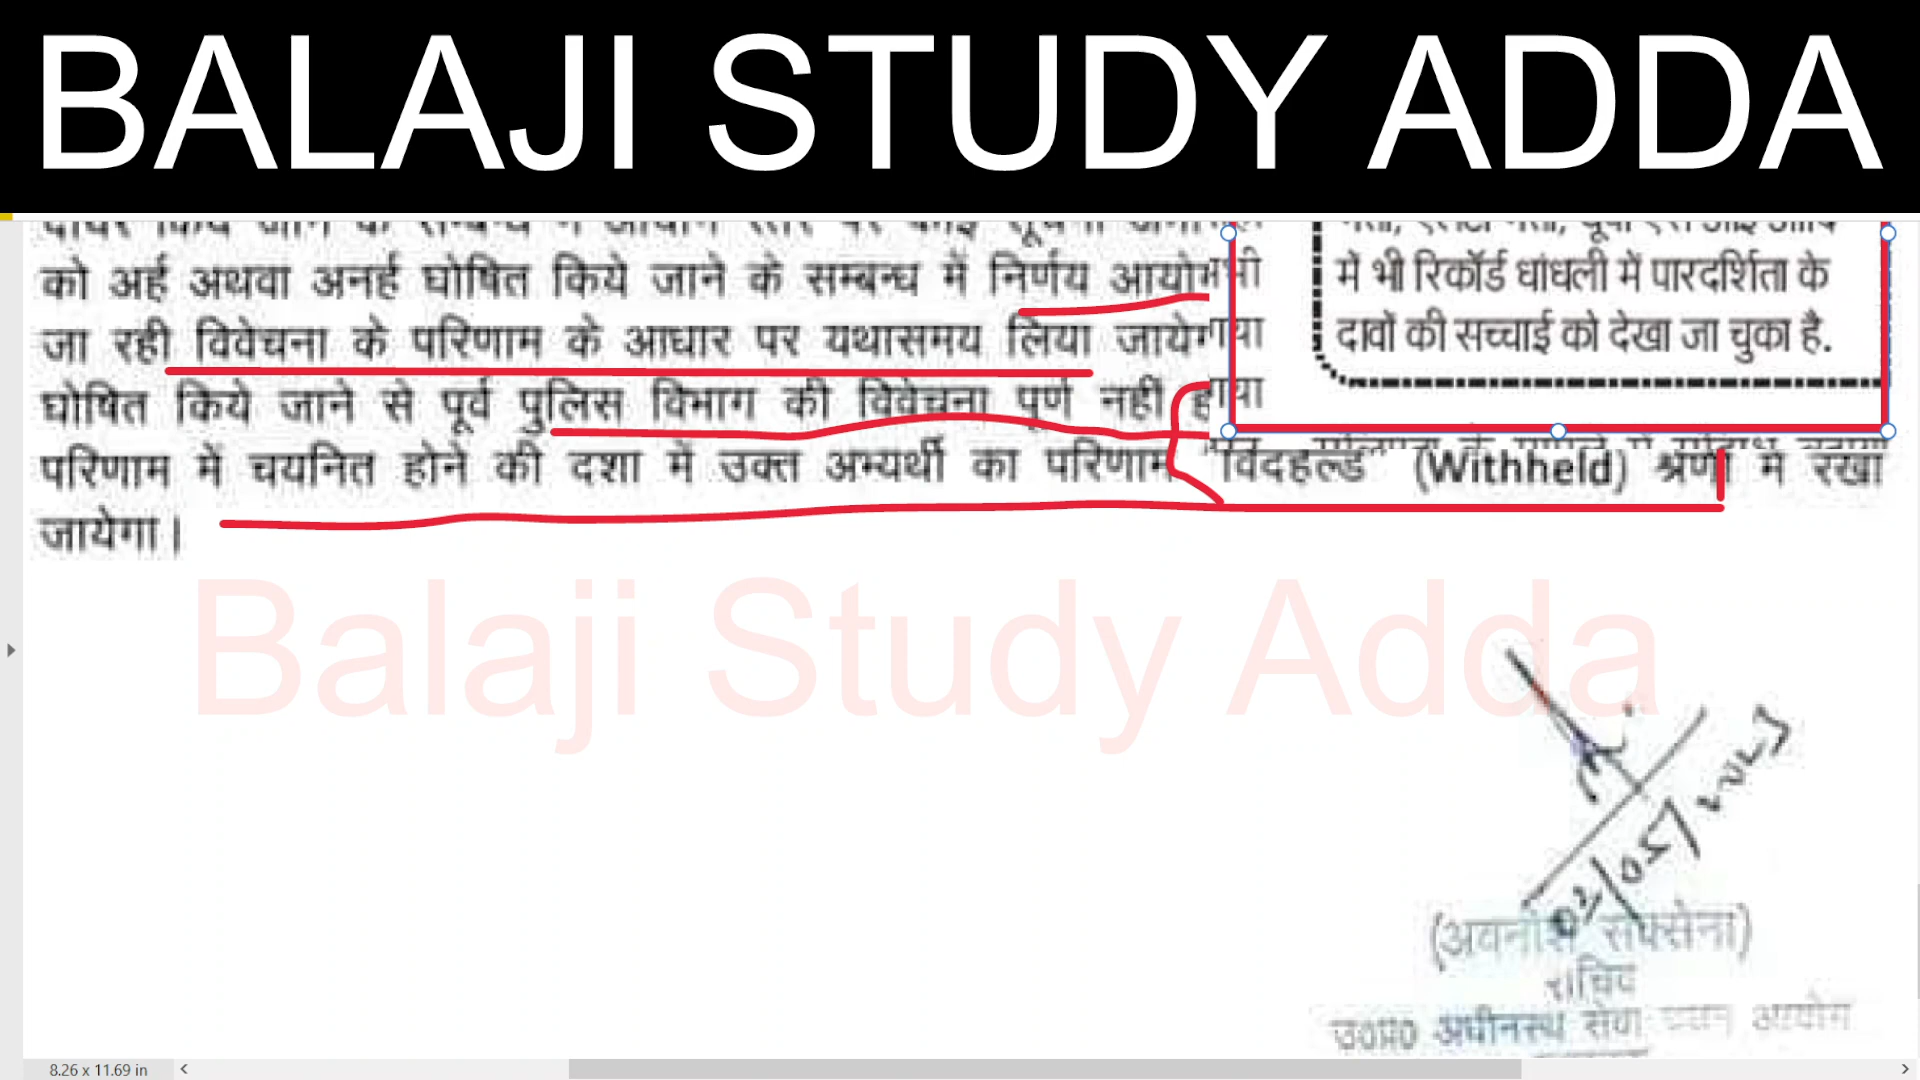 BALAJI STUDY ADDA
को अर्ह अथवा अनर्ह घोषित किये जाने के सम्बन्ध में निर्णय
जा रही विवेचना के परिणाम के आधार पर यथासमय लिया
घोषित किये जाने से पूर्व पुलिस विभाग की विवेचना पूर्ण नहीं
परिणाम में चयनित होने की दशा में उक्त अभ्यर्थी का परिणाम "विदहेल्ड" (Withheld) श्रेणी में रखा
जायेगा।
में भी रिकॉर्ड धांधली में पारदर्शिता के
दावों की सच्चाई को देखा जा चुका है.
Balaji Study Adda
(अवनीश सक्सेना)
सचिव
उ0प्र0 अधीनस्थ सेवा चयन आयोग
8.26 x 11.69 in